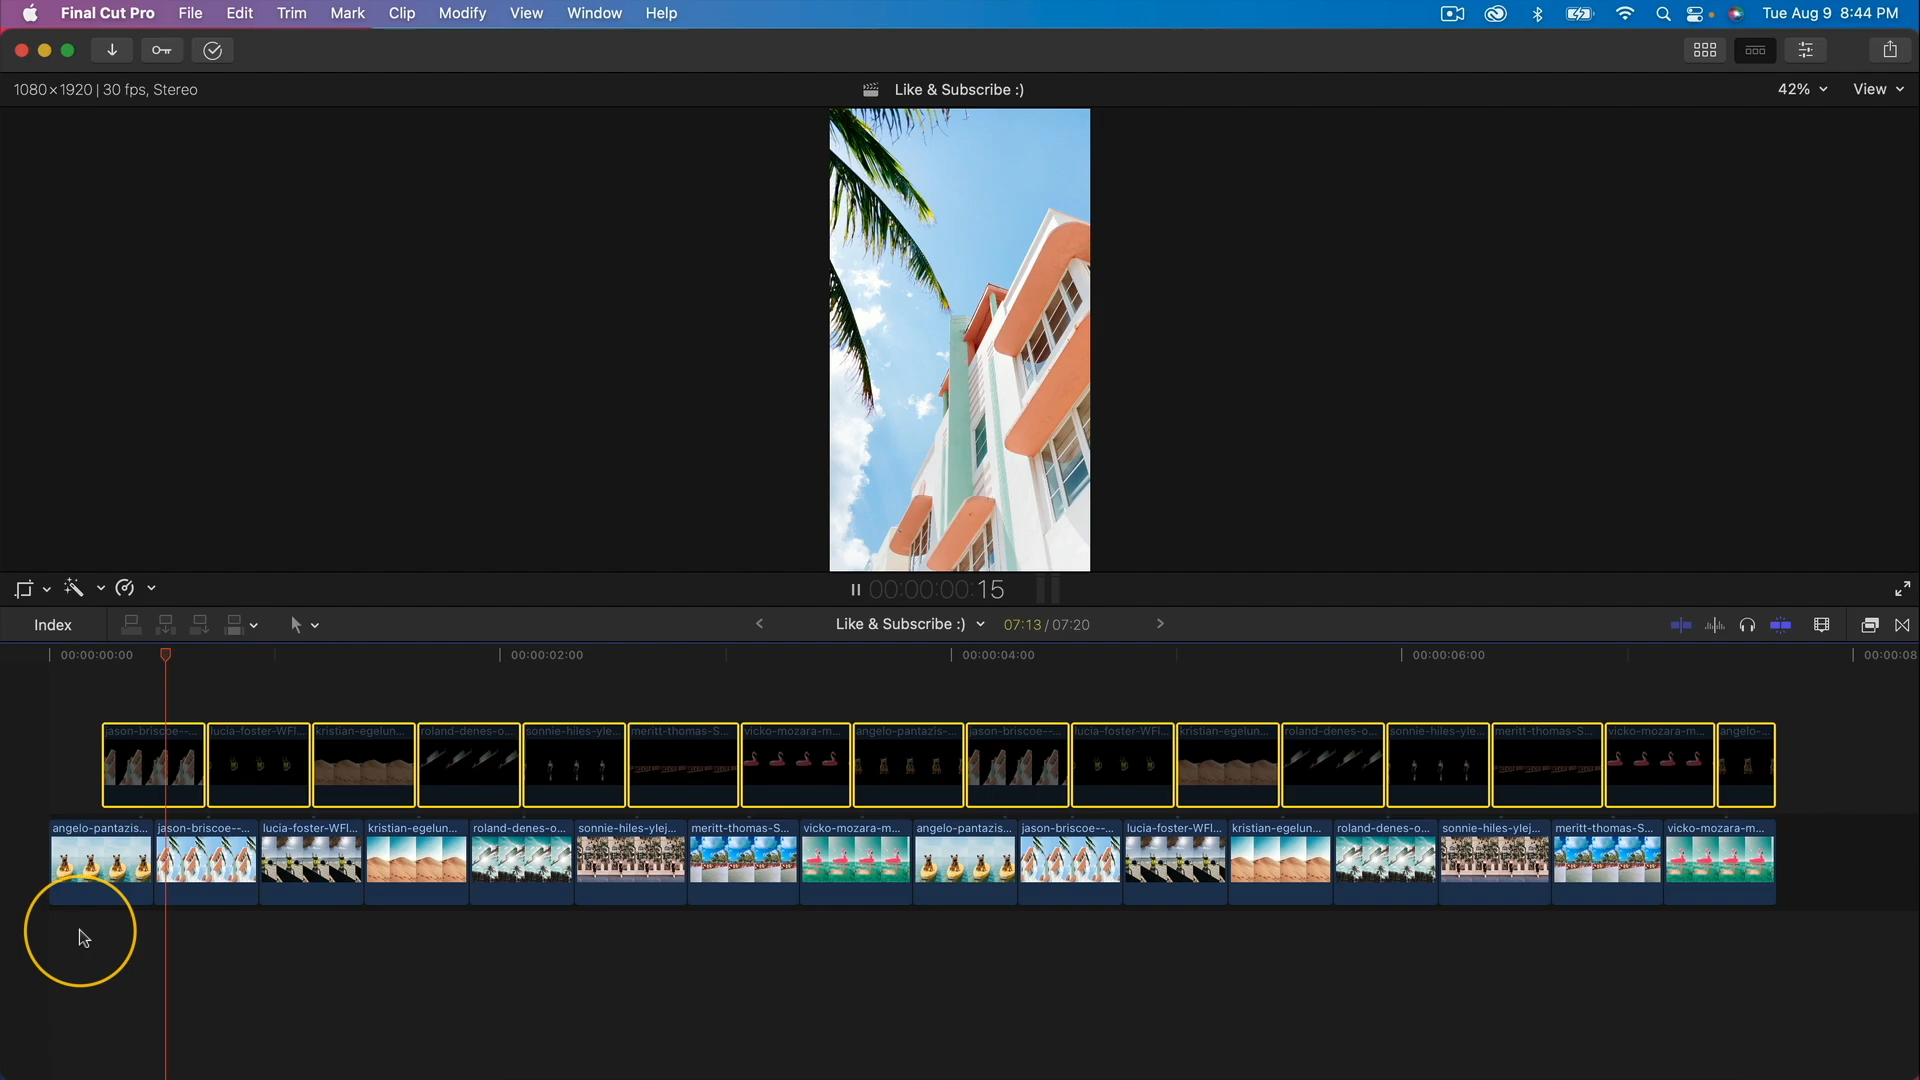 Final Cut Pro File Edit Trim Mark Clip Modify View Window Help Tue Aug 9 8:44 PM
1080×1920 | 30 fps, Stereo Like & Subscribe :) 42% View
00:00:00:15
Index Like & Subscribe :) 07:13 / 07:20
00:00:00:00 00:00:02:00 00:00:04:00 00:00:06:00 00:00:08
jason-briscoe--... lucia-foster-WFl... kristian-egelun... roland-denes-o... sonnie-hiles-yle... meritt-thomas-S... vicko-mozara-m... angelo-pantazis-... jason-briscoe--... lucia-foster-WFl... kristian-egelun... roland-denes-o... sonnie-hiles-yle... meritt-thomas-S... vicko-mozara-m... angelo-...
angelo-pantazis... jason-briscoe--... lucia-foster-WFl... kristian-egelun... roland-denes-o... sonnie-hiles-ylej... meritt-thomas-S... vicko-mozara-m... angelo-pantazis... jason-briscoe--... lucia-foster-WFl... kristian-egelun... roland-denes-o... sonnie-hiles-ylej... meritt-thomas-S... vicko-mozara-m...